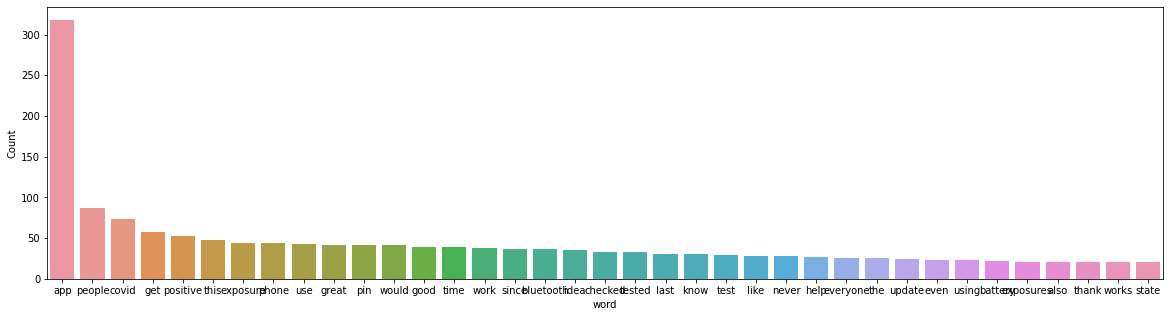 300
250
200
150
100
50
0
Count
app people covid get positive this exposure phone use great pin would good time work since bluetooth idea checked tested last know test like never help everyone the update even using battery exposures also thank works state
word